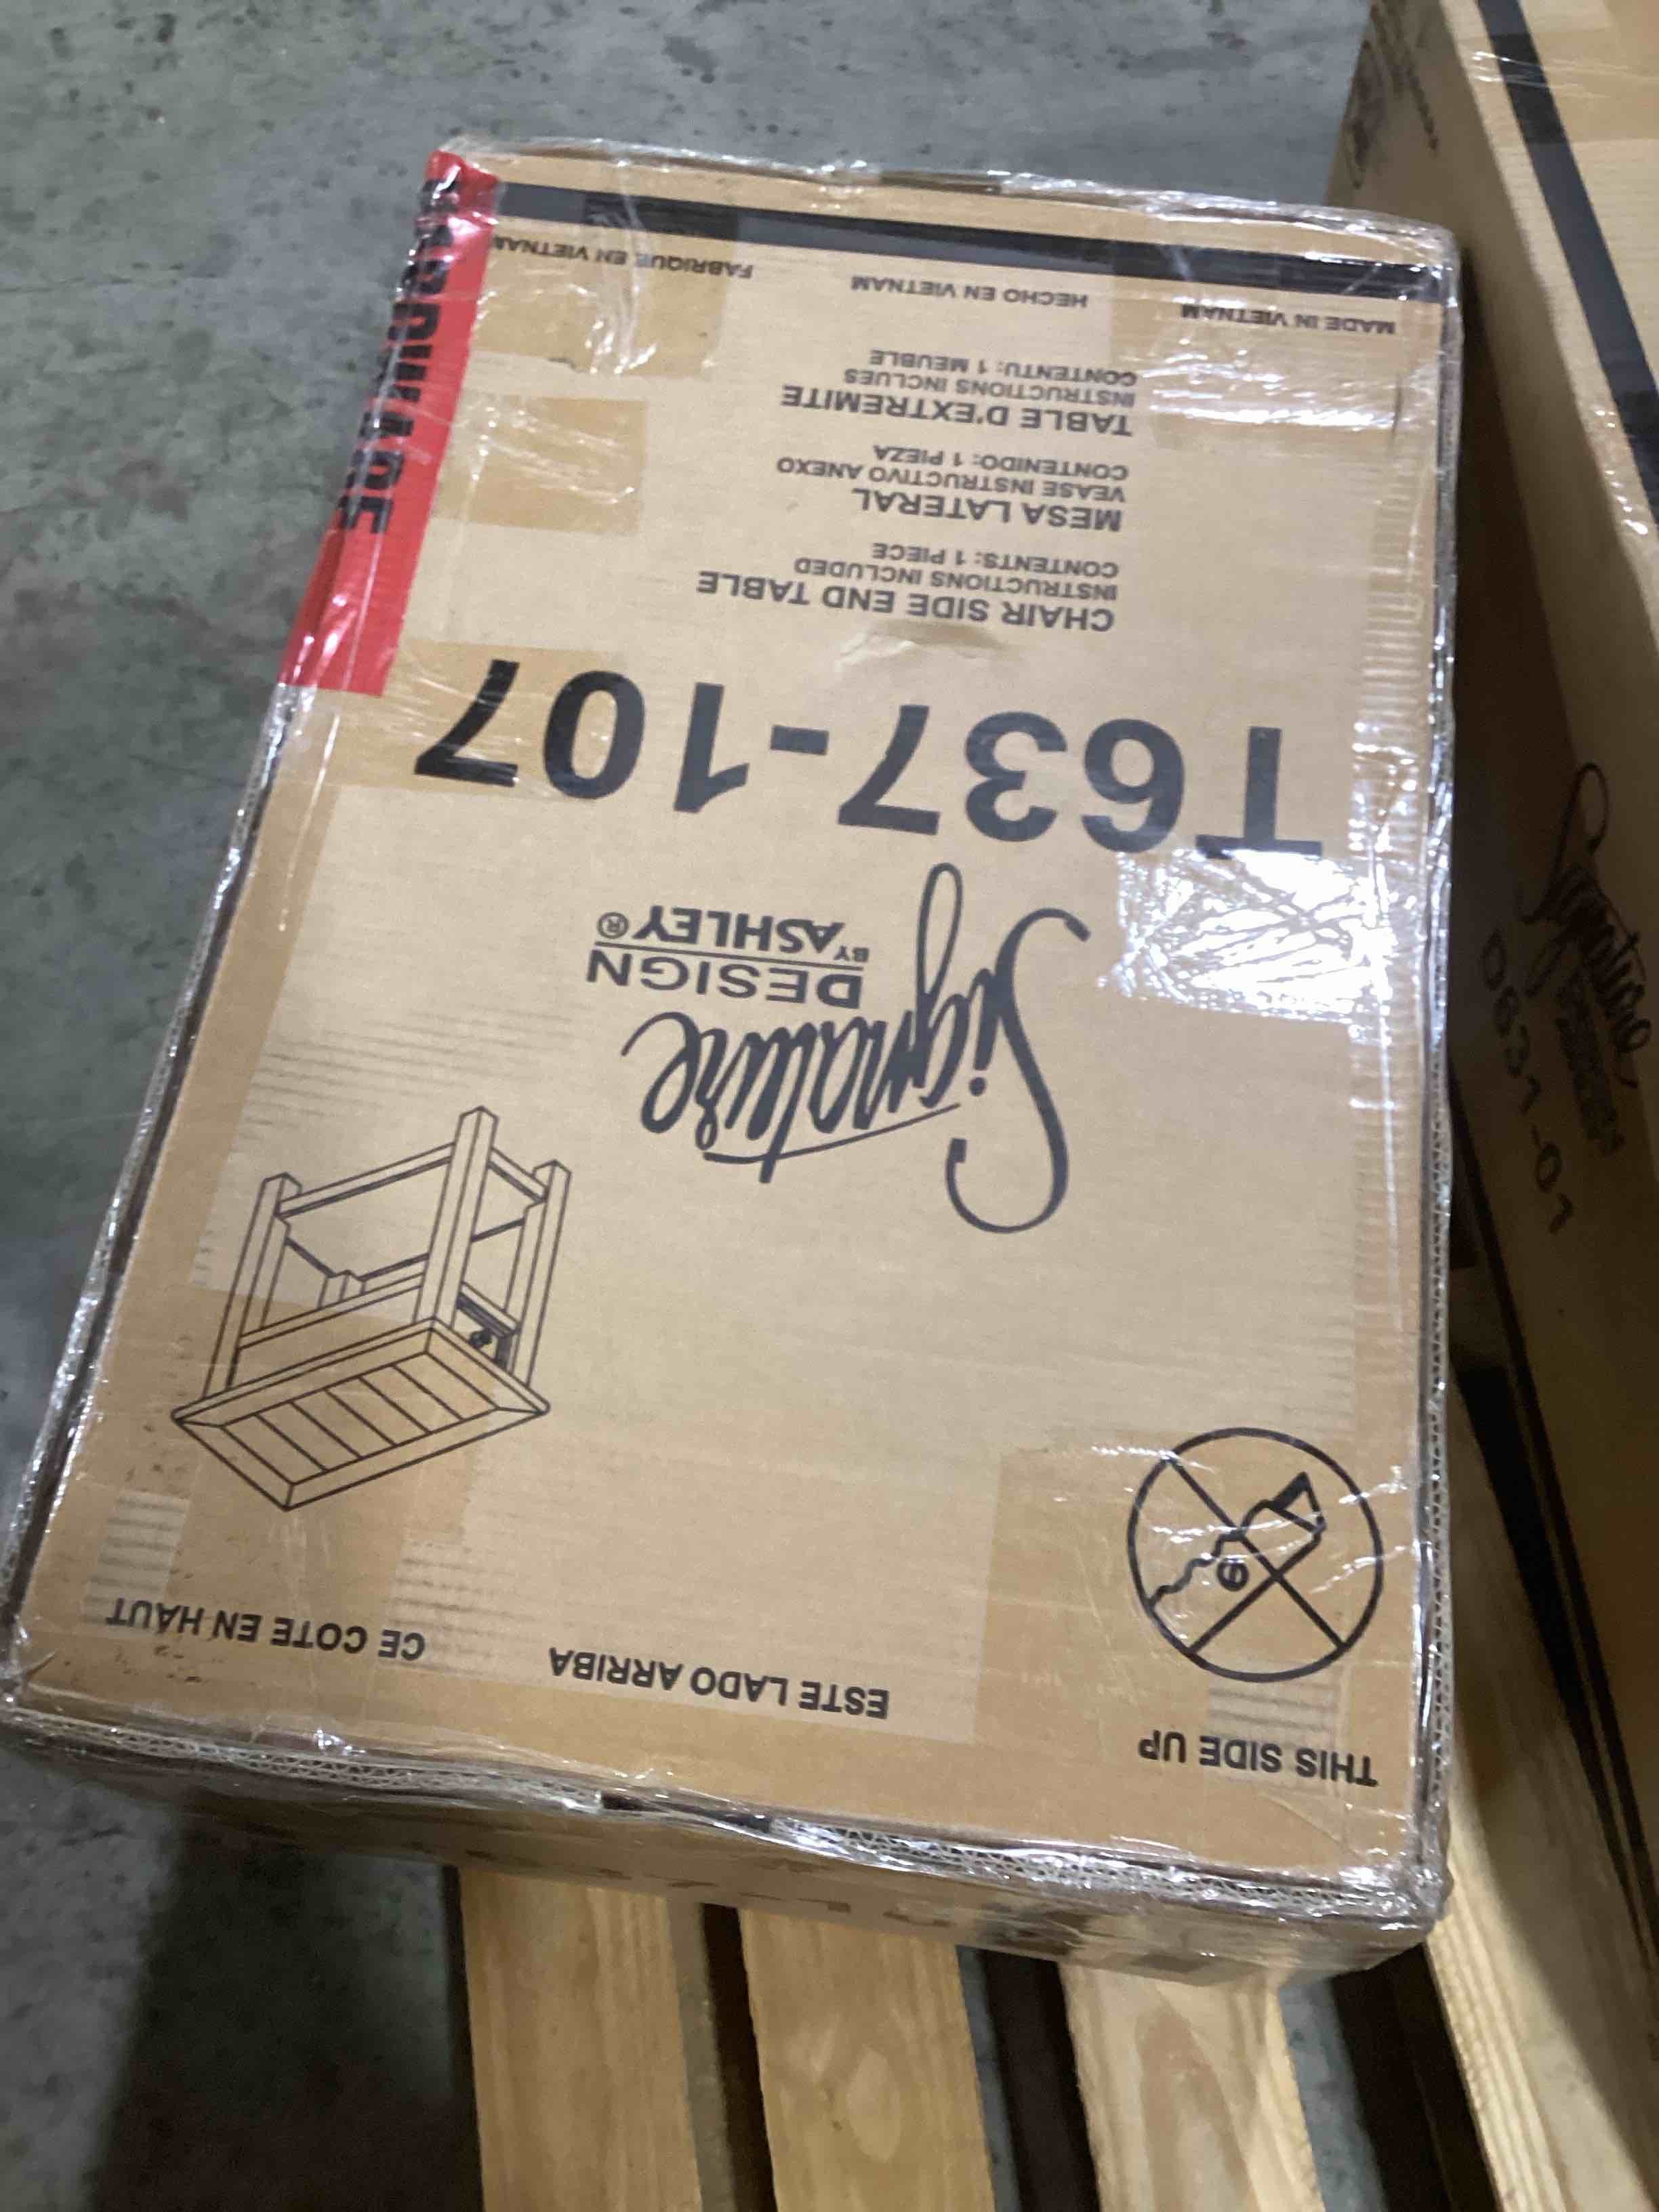 THIS SIDE UP
ESTE LADO ARRIBA
CE COTE EN HAUT
Signature
DESIGN
BY ASHLEY®
T637-107
CHAIR SIDE END TABLE
INSTRUCTIONS INCLUDED
CONTENTS: 1 PIECE
MESA LATERAL
VEASE INSTRUCTIVO ANEXO
CONTENIDO: 1 PIEZA
TABLE D'EXTREMITE
INSTRUCTIONS INCLUES
CONTENTU: 1 MEUBLE
MADE IN VIETNAM
HECHO EN VIETNAM
FABRIQUE EN VIETNAM
HARDWARE
Signature